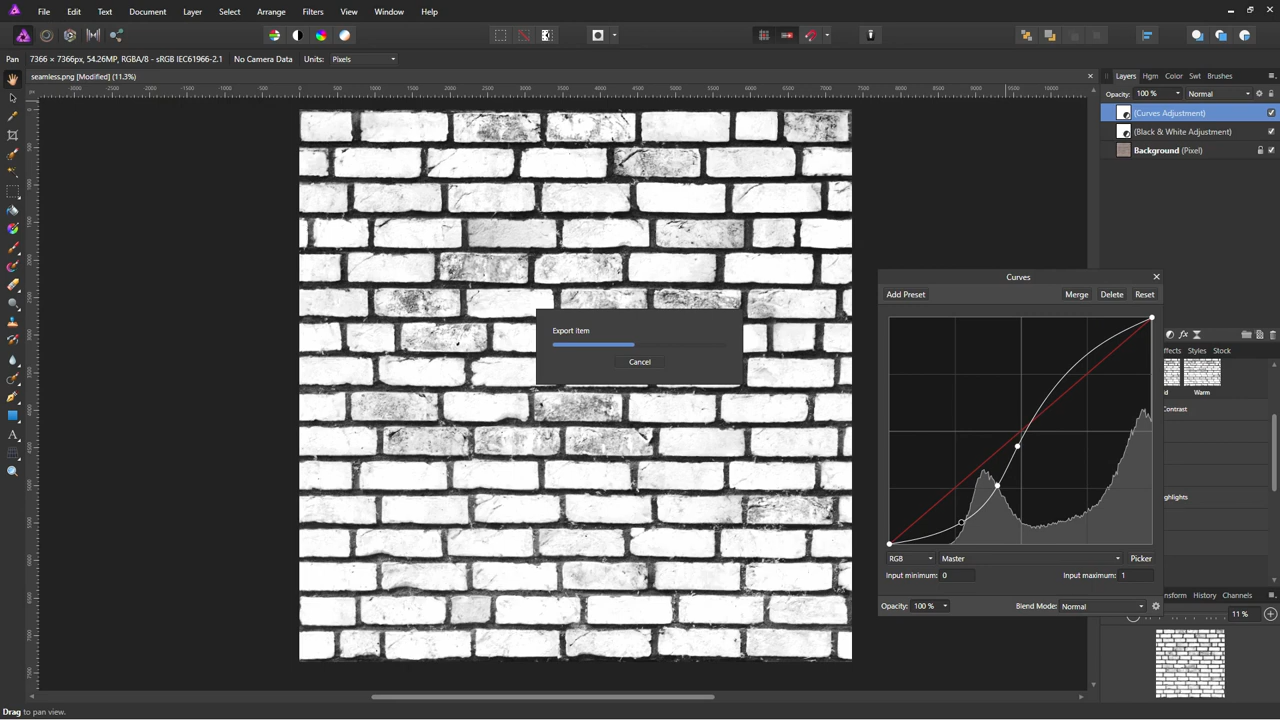 File Edit Text Document Layer Select Arrange Filters View Window Help
Pan 7366 × 7366px, 54.26MP, RGBA/8 - sRGB IEC61966-2.1 No Camera Data Units: Pixels
seamless.png [Modified] (11.3%)
Layers Hgm Color Swt Brushes
Opacity: 100 % Normal
(Curves Adjustment)
(Black & White Adjustment)
Background (Pixel)
Curves
Add Preset Merge Delete Reset
Export item
Cancel
ffects Styles Stock
Warm
Contrast
ighlights
RGB Master Picker
Input minimum: 0 Input maximum: 1
Opacity: 100 % Blend Mode: Normal
ansform History Channels
11 %
Drag to pan view.